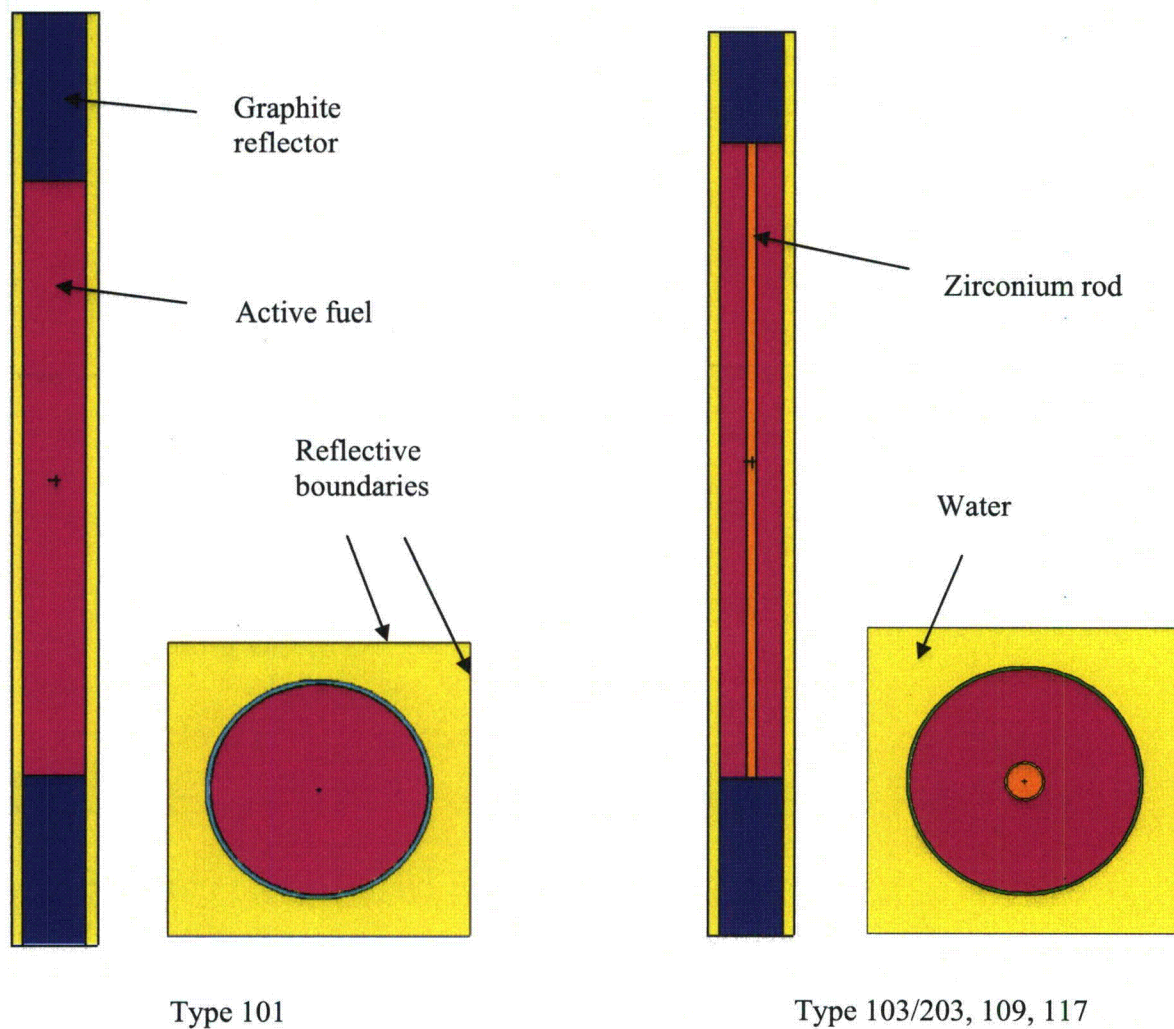 Graphite
reflector
Active fuel
Reflective
boundaries
Type 101
Zirconium rod
Water
Type 103/203, 109, 117